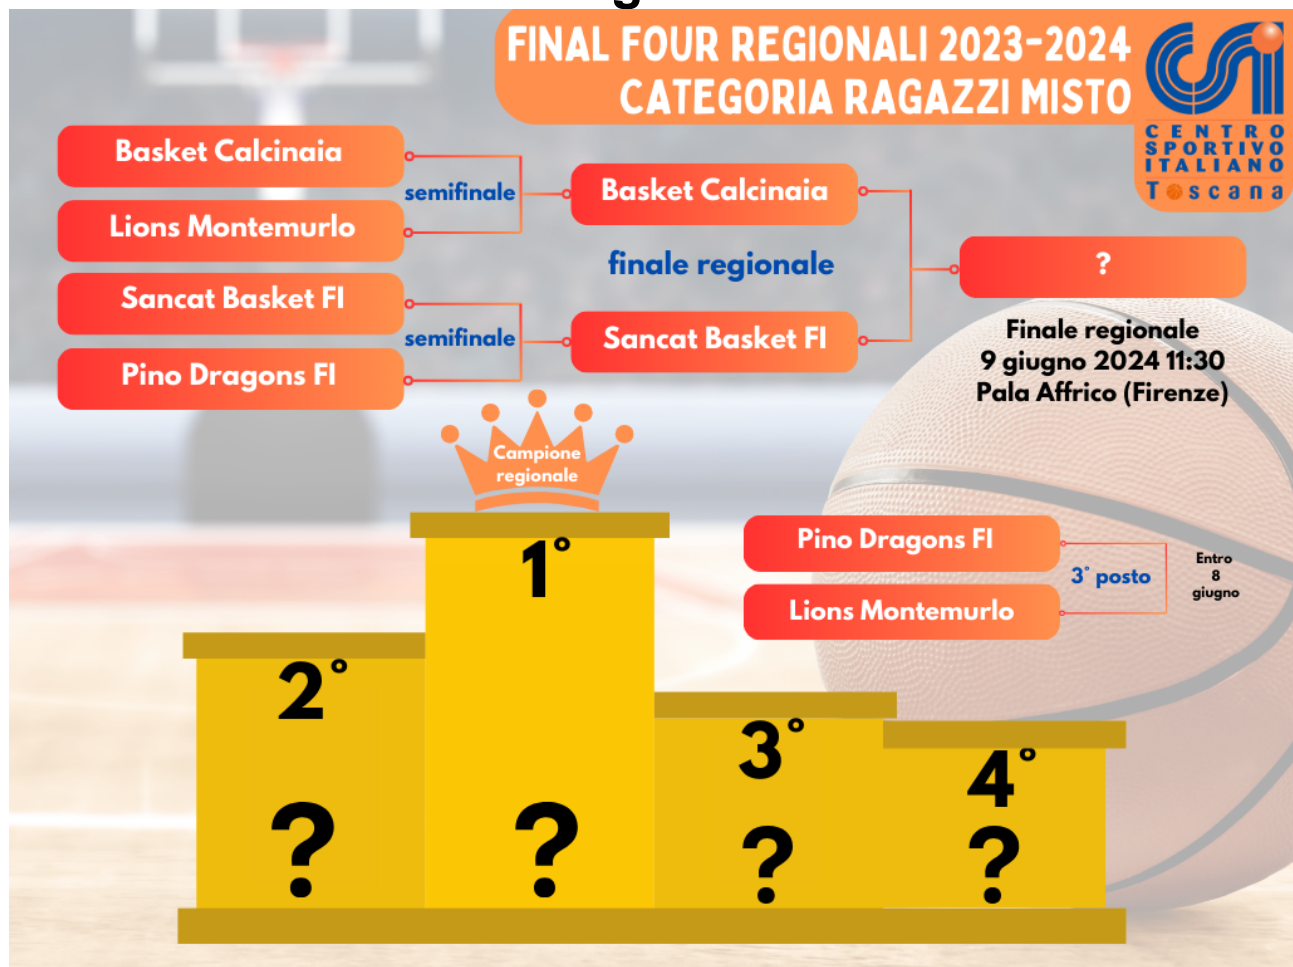 FINAL FOUR REGIONALI 2023-2024
CATEGORIA RAGAZZI MISTO
CSI
CENTRO
SPORTIVO
ITALIANO
Toscana
Basket Calcinaia
semifinale
Lions Montemurlo
Sancat Basket FI
semifinale
Pino Dragons FI
Basket Calcinaia
finale regionale
Sancat Basket FI
?
Finale regionale
9 giugno 2024 11:30
Pala Affrico (Firenze)
Campione
regionale
Pino Dragons FI
3° posto
Lions Montemurlo
Entro
8
giugno
1°
2°
3°
4°
?
?
?
?